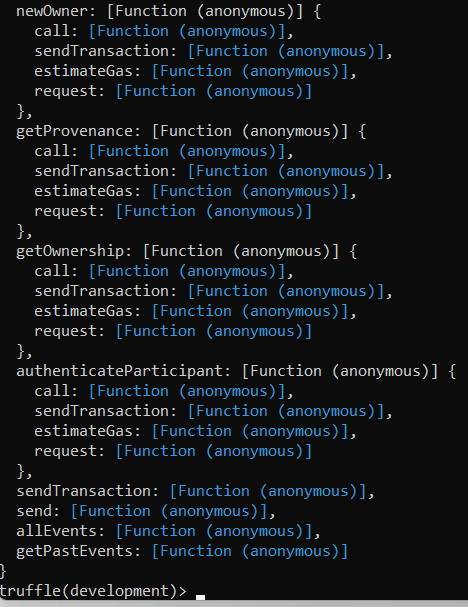 newOwner: [Function (anonymous)] {
call: [Function (anonymous)],
sendTransaction: [Function (anonymous)],
estimateGas: [Function (anonymous)],
request: [Function (anonymous)]
},
getProvenance: [Function (anonymous)] {
call: [Function (anonymous)],
sendTransaction: [Function (anonymous)],
estimateGas: [Function (anonymous)],
request: [Function (anonymous)]
},
getOwnership: [Function (anonymous)] {
call: [Function (anonymous)],
sendTransaction: [Function (anonymous)],
estimateGas: [Function (anonymous)],
request: [Function (anonymous)]
},
authenticateParticipant: [Function (anonymous)] {
call: [Function (anonymous)],
sendTransaction: [Function (anonymous)],
estimateGas: [Function (anonymous)],
request: [Function (anonymous)]
},
sendTransaction: [Function (anonymous)],
send: [Function (anonymous)],
allEvents: [Function (anonymous)],
getPastEvents: [Function (anonymous)]
}
truffle(development)>